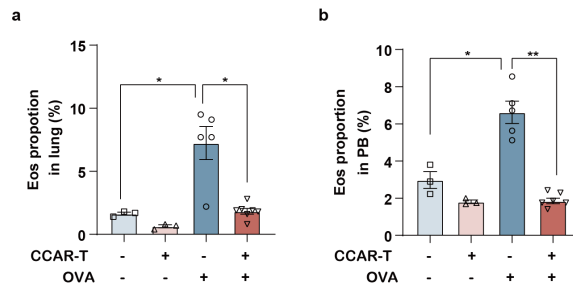 a
Eos propotion
in lung (%)
15
10
5
0
*
*
CCAR-T - + - +
OVA - - + +
b
Eos proportion
in PB (%)
10
8
6
4
2
0
*
**
CCAR-T - + - +
OVA - - + +